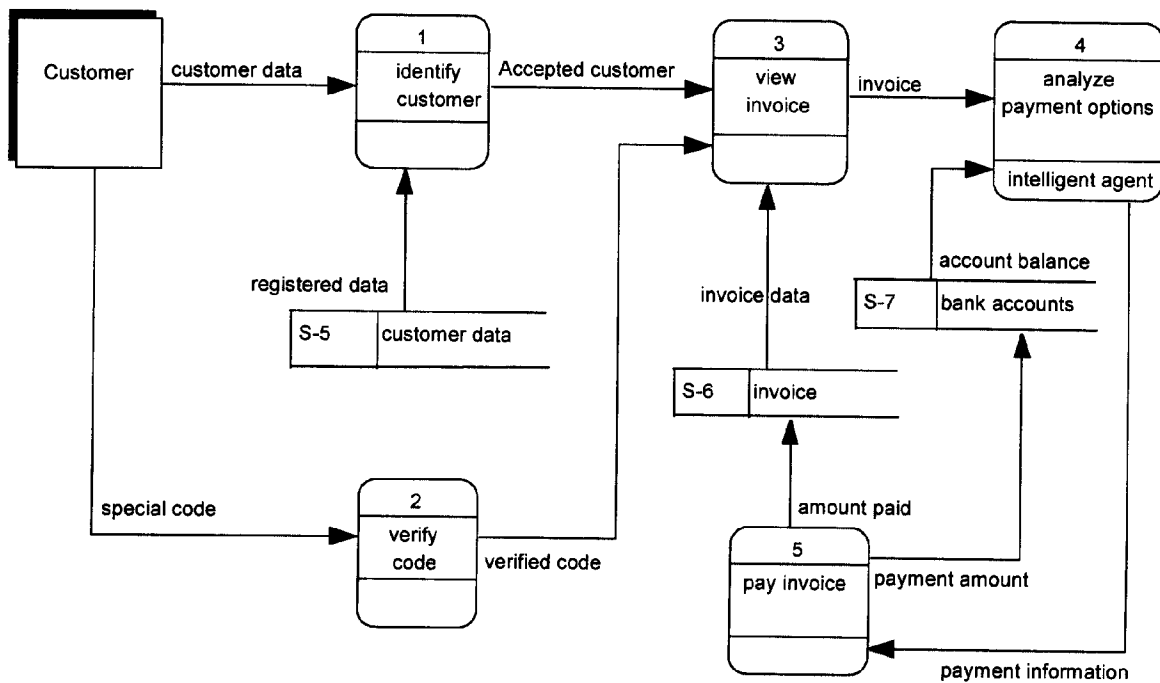 Customer
customer data
1
identify
customer
Accepted customer
3
view
invoice
invoice
4
analyze
payment options
intelligent agent
registered data
S-5
customer data
invoice data
account balance
S-7
bank accounts
S-6
invoice
special code
2
verify
code
verified code
amount paid
5
pay invoice
payment amount
payment information